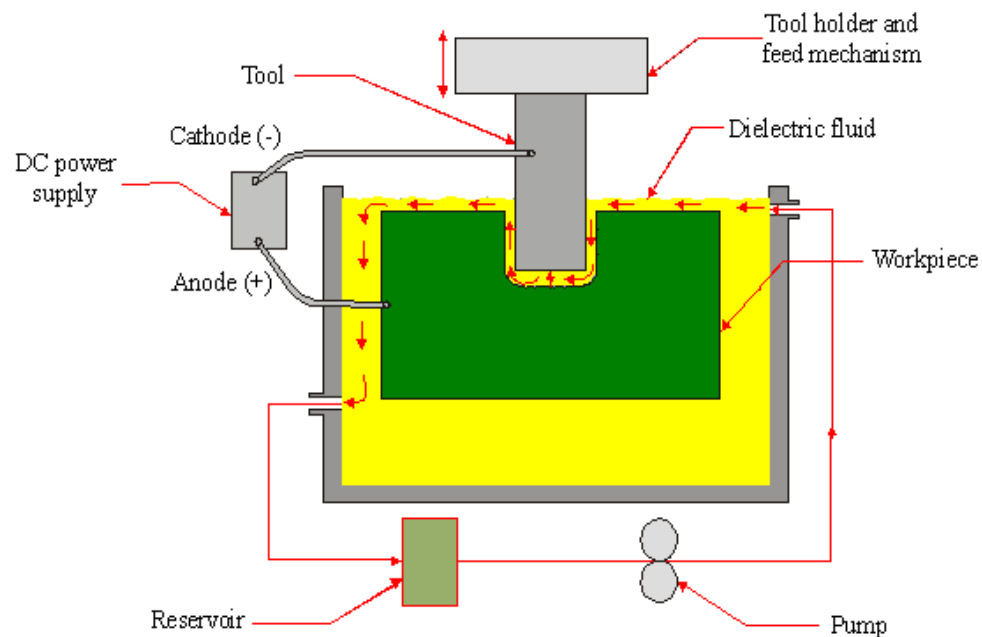 Tool holder and
feed mechanism
Tool
Dielectric fluid
Cathode (-)
DC power
supply
Workpiece
Anode (+)
Reservoir
Pump